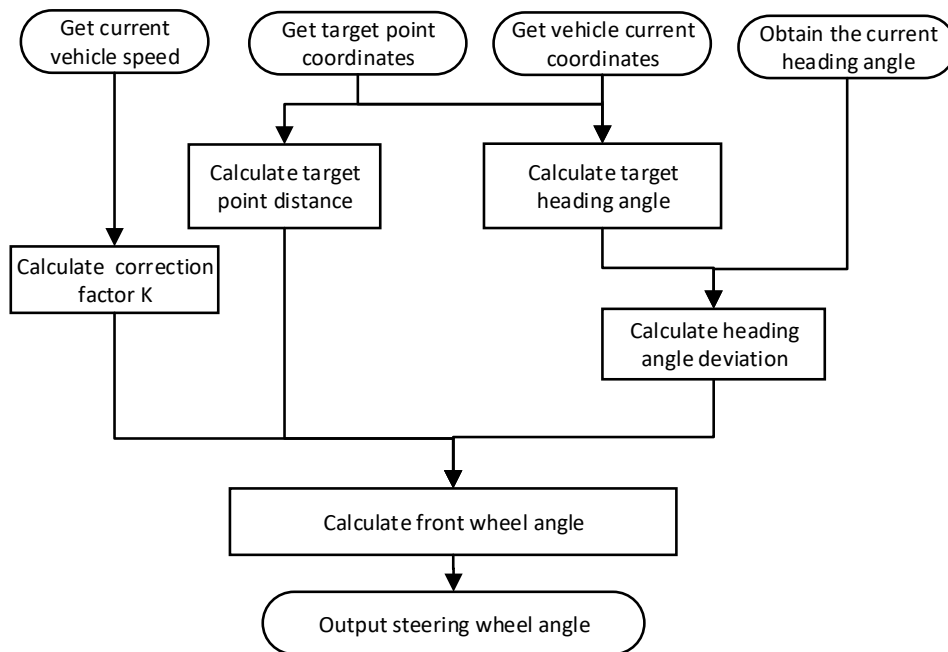 Get current
vehicle speed
Get target point
coordinates
Get vehicle current
coordinates
Obtain the current
heading angle
Calculate target
point distance
Calculate target
heading angle
Calculate  correction
factor K
Calculate heading
angle deviation
Calculate front wheel angle
Output steering wheel angle